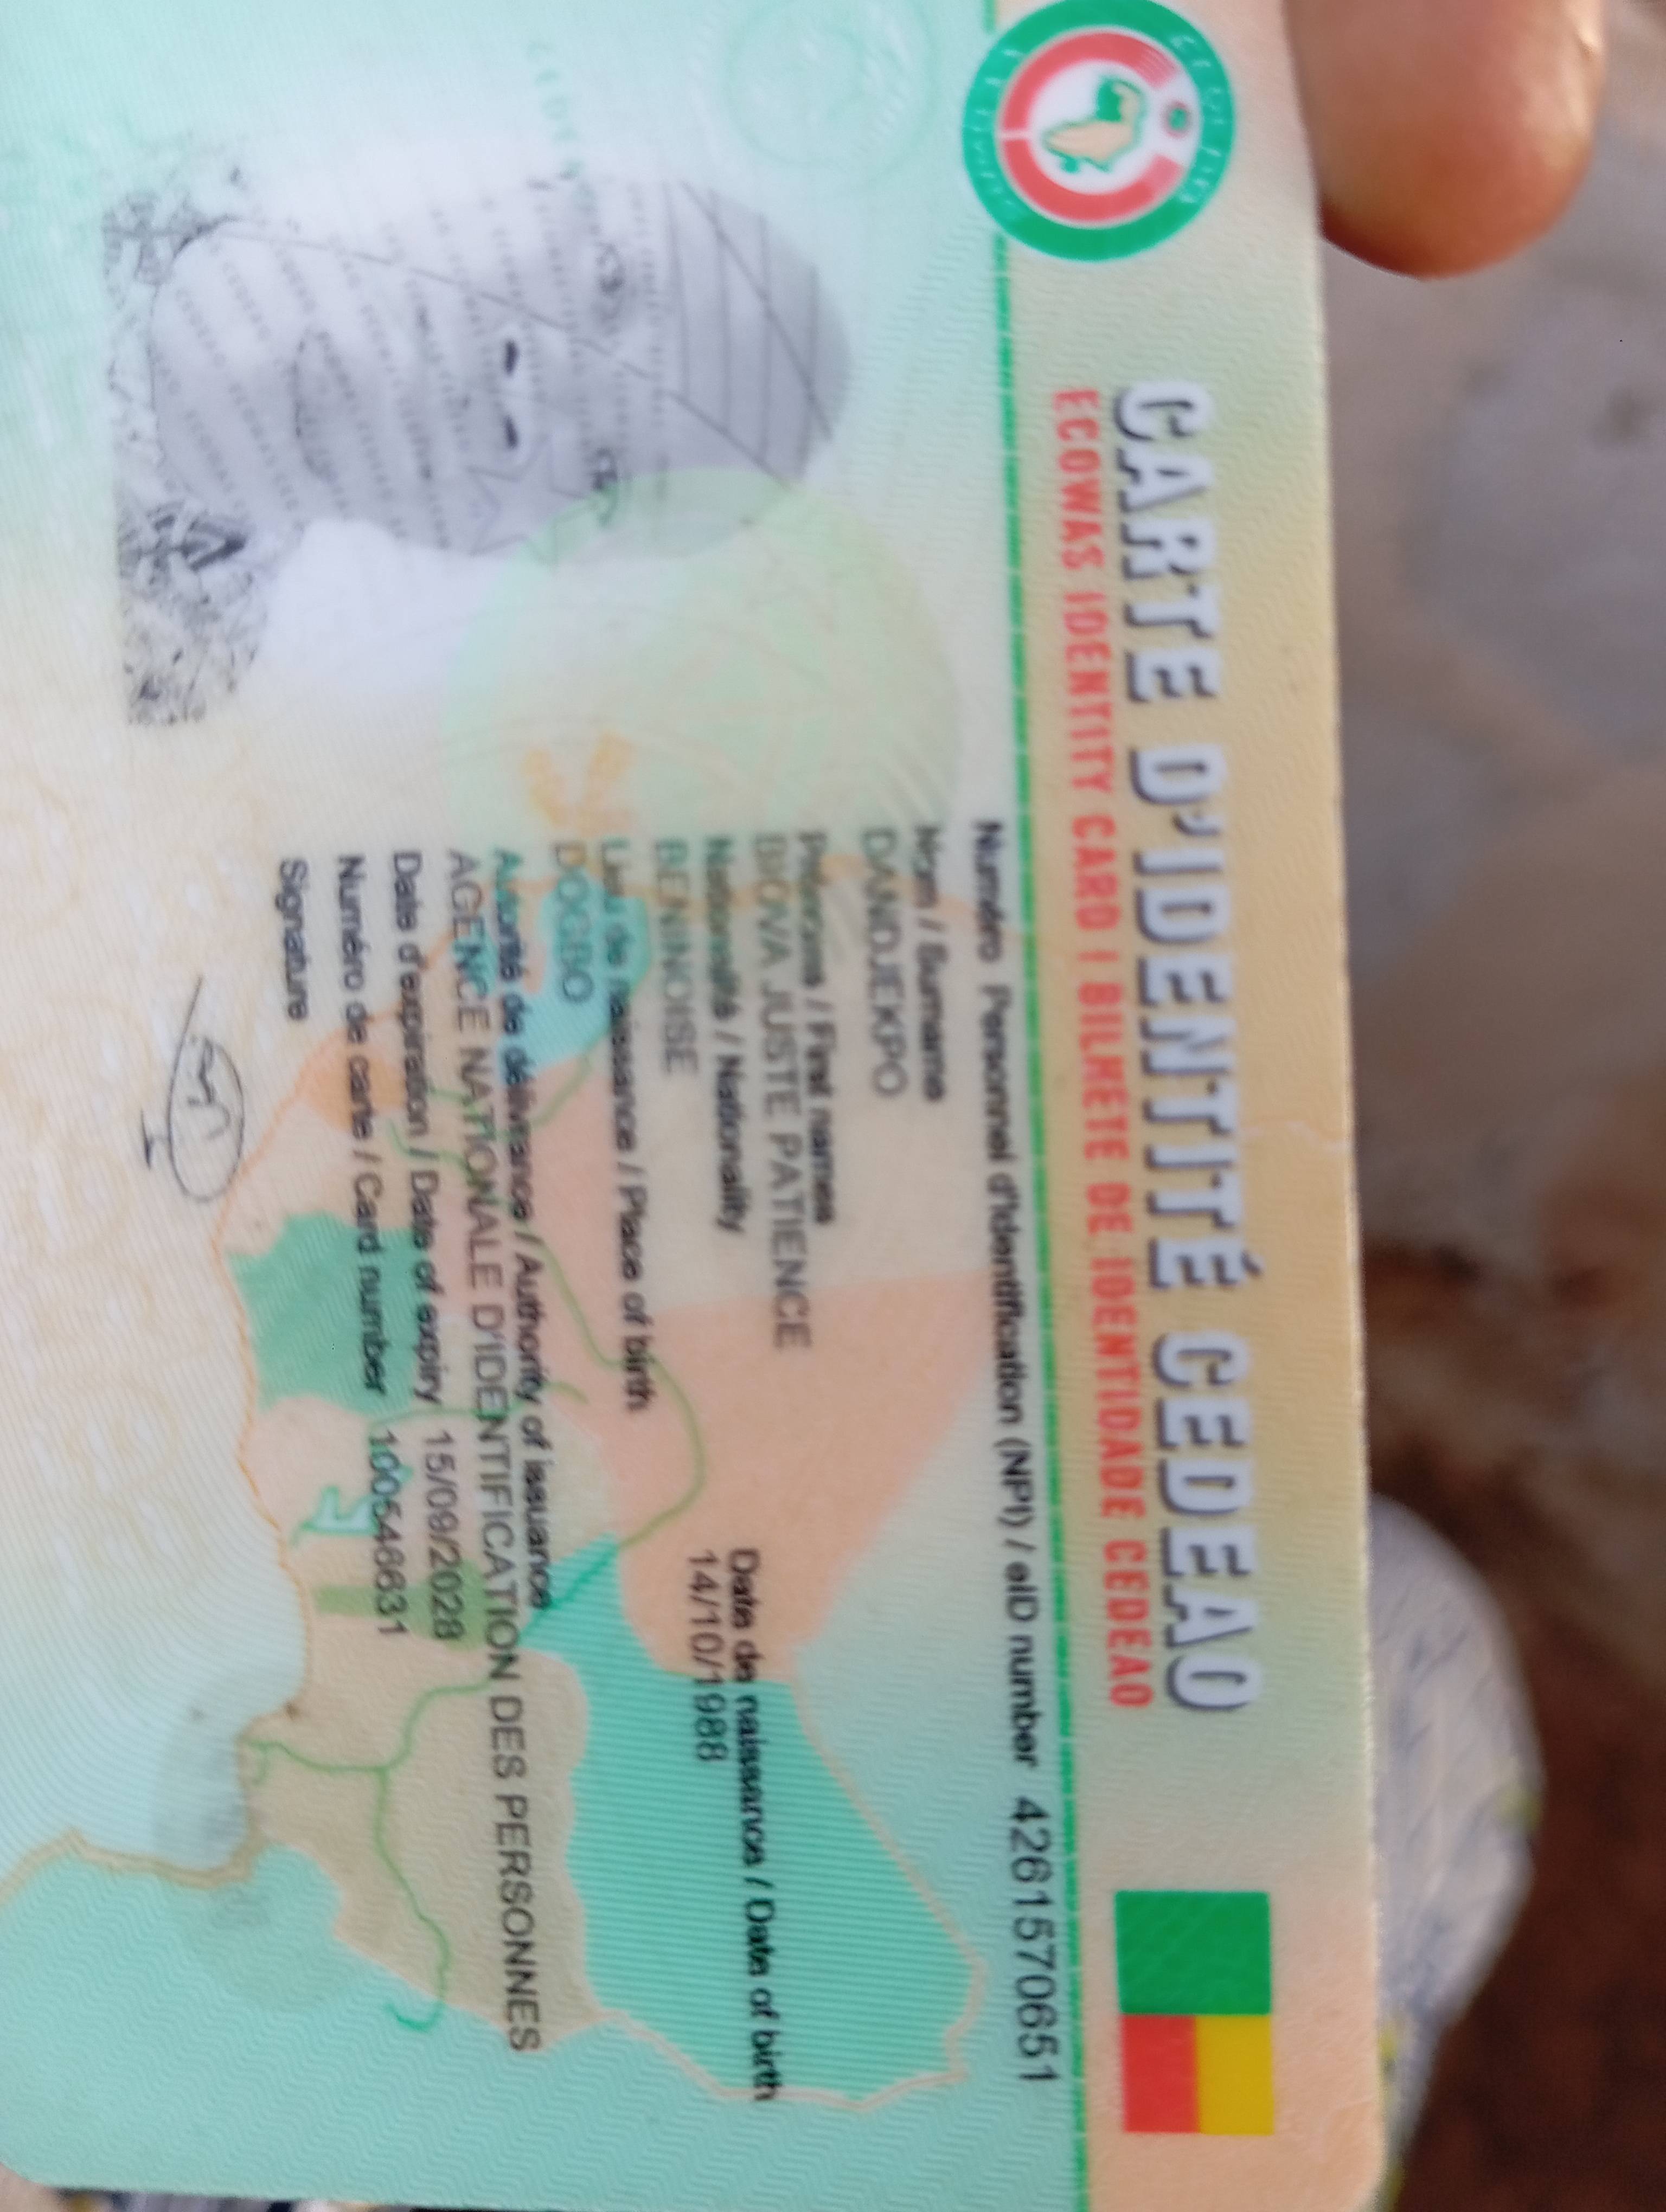 CARTE D'IDENTITÉ CEDEAO
ECOWAS IDENTITY CARD / BILHETE DE IDENTIDADE CEDEAO
Numéro Personnel d'Identification (NPI) / eID number 4261570651
Nom / Surname
DANDJEKPO
Prénoms / First names
BIOVA JUSTE PATIENCE
Nationalité / Nationality
BENINOISE
Date de naissance / Date of birth
14/10/1988
Lieu de naissance / Place of birth
DOGBO
Autorité de délivrance / Authority of issuance
AGENCE NATIONALE D'IDENTIFICATION DES PERSONNES
Date d'expiration / Date of expiry 15/09/2028
Numéro de carte / Card number
Signature